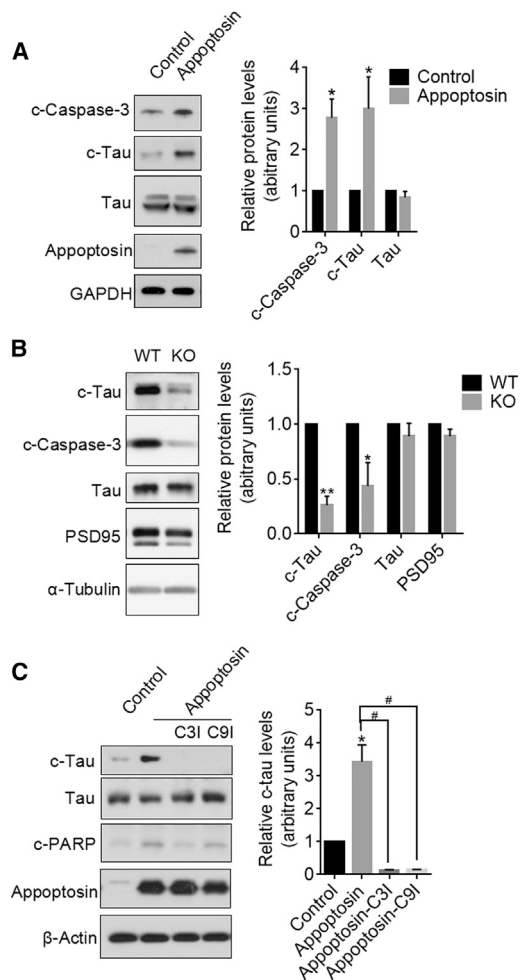 A
Control
Appoptosin
c-Caspase-3
c-Tau
Tau
Appoptosin
GAPDH
Relative protein levels
(abitrary units)
4
3
2
1
0
*
*
Control
Appoptosin
c-Caspase-3
c-Tau
Tau
B
WT KO
c-Tau
c-Caspase-3
Tau
PSD95
α-Tubulin
Relative protein levels
(abitrary units)
1.5
1.0
0.5
0.0
**
*
WT
KO
c-Tau
c-Caspase-3
Tau
PSD95
C
Control
Appoptosin
C3I C9I
c-Tau
Tau
c-PARP
Appoptosin
β-Actin
Relative c-tau levels
(arbitrary units)
5
4
3
2
1
0
*
#
#
Control
Appoptosin
Appoptosin-C3I
Appoptosin-C9I